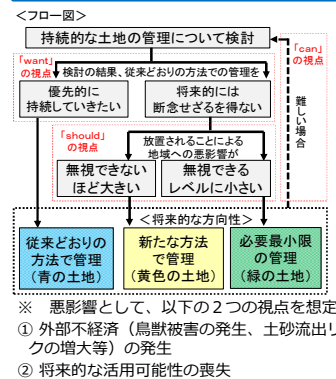 ＜フロー図＞
持続的な土地の管理について検討
「want」
の視点
検討の結果、従来どおりの方法での管理を
「can」
の視点
優先的に
持続していきたい
将来的には
断念せざるを得ない
難しい場合
「should」
の視点
放置されることによる
地域への悪影響が
無視できない
ほど大きい
無視できる
レベルに小さい
＜将来的な方向性＞
従来どおりの
方法で管理
（青の土地）
新たな方法
で管理
（黄色の土地）
必要最小限
の管理
（緑の土地）
※　悪影響として、以下の２つの視点を想定
① 外部不経済（鳥獣被害の発生、土砂流出リ
クの増大等）の発生
② 将来的な活用可能性の喪失